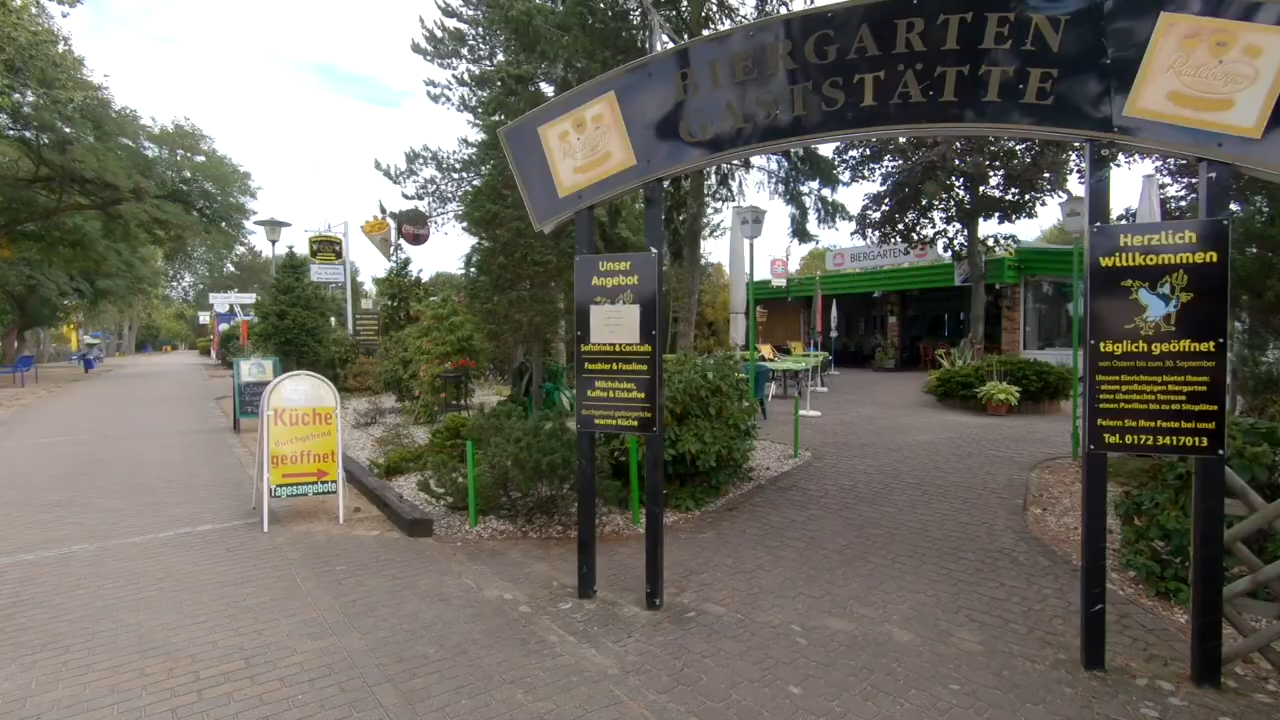 BIERGARTEN
GASTSTÄTTE
Radeberger
Radeberger
Unser
Angebot
Softdrinks & Cocktails
Fassbier & Fasslimo
Milchshakes,
Kaffee & Eiskaffee
durchgehend gutbürgerliche
warme Küche
Herzlich
willkommen
täglich geöffnet
von Ostern bis zum 30. September
Unsere Einrichtung bietet Ihnen:
- einen großzügigen Biergarten
- eine überdachte Terrasse
- einen Pavillon bis zu 60 Sitzplätze
Feiern Sie Ihre Feste bei uns!
Tel. 0172 3417013
BIERGARTEN
Küche
durchgehend
geöffnet
Tagesangebote